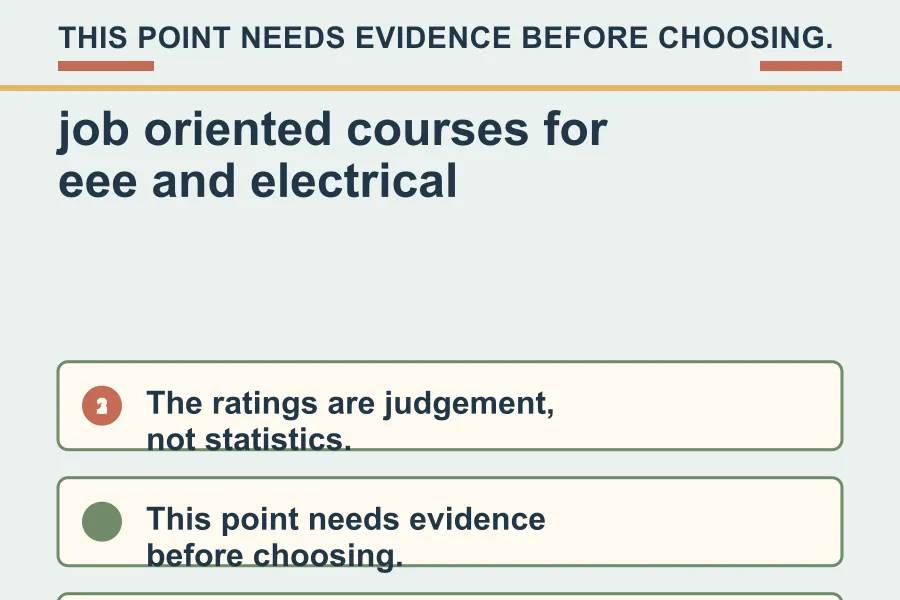 THIS POINT NEEDS EVIDENCE BEFORE CHOOSING.
job oriented courses for
eee and electrical
The ratings are judgement,
not statistics.
This point needs evidence
before choosing.